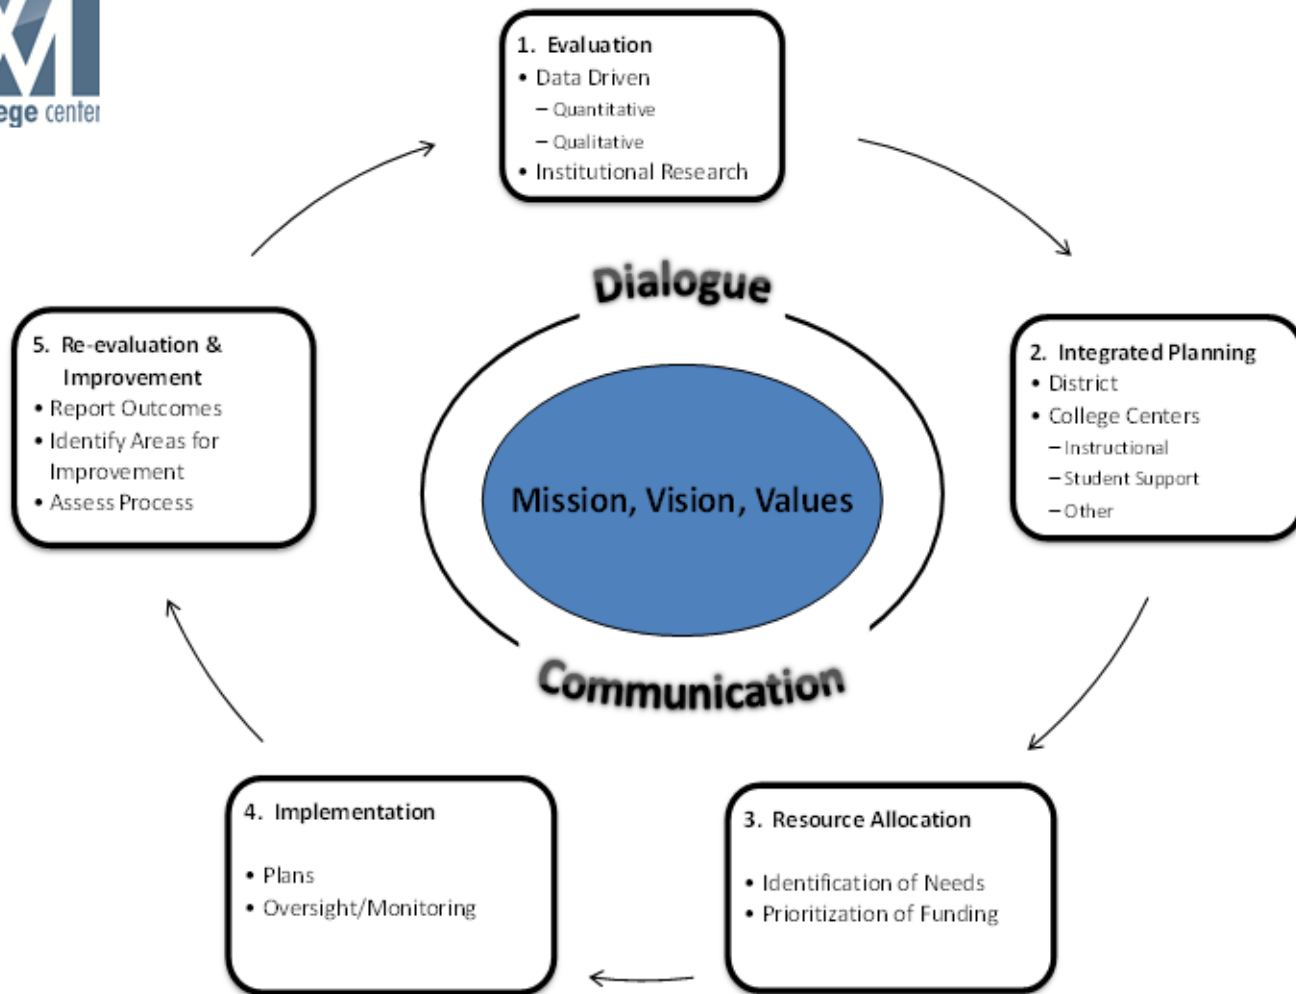 ege center
1. Evaluation
• Data Driven
– Quantitative
– Qualitative
• Institutional Research
Dialogue
5. Re-evaluation &
Improvement
• Report Outcomes
• Identify Areas for
Improvement
• Assess Process
2. Integrated Planning
• District
• College Centers
– Instructional
– Student Support
– Other
Mission, Vision, Values
Communication
4. Implementation
• Plans
• Oversight/Monitoring
3. Resource Allocation
• Identification of Needs
• Prioritization of Funding